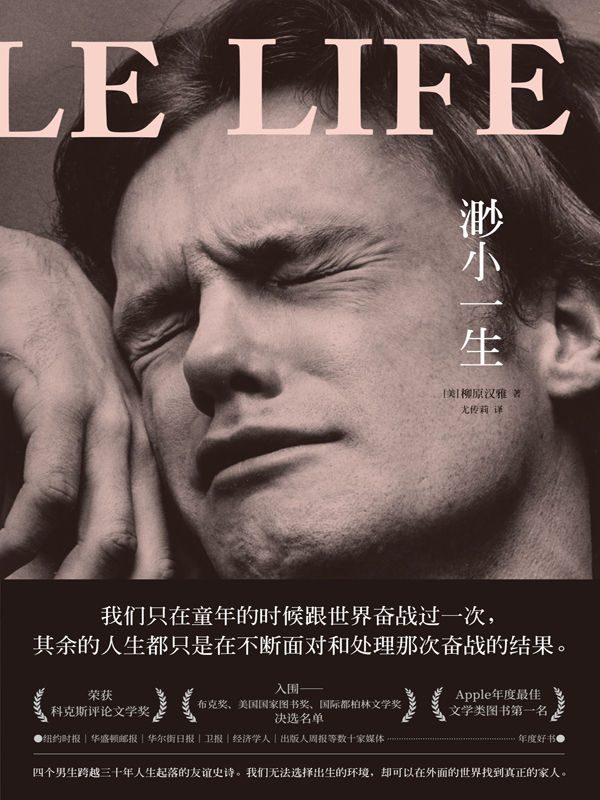 LE LIFE
渺小一生
[美]柳原汉雅 著
尤传莉 译
我们只在童年的时候跟世界奋战过一次，
其余的人生都只是在不断面对和处理那次奋战的结果。
荣获
科克斯评论文学奖
入围——
布克奖、美国国家图书奖、国际都柏林文学奖
决选名单
Apple年度最佳
文学类图书第一名
●纽约时报｜华盛顿邮报｜华尔街日报｜卫报｜经济学人｜出版人周报等数十家媒体 ········ 年度好书●
四个男生跨越三十年人生起落的友谊史诗。我们无法选择出生的环境，却可以在外面的世界找到真正的家人。